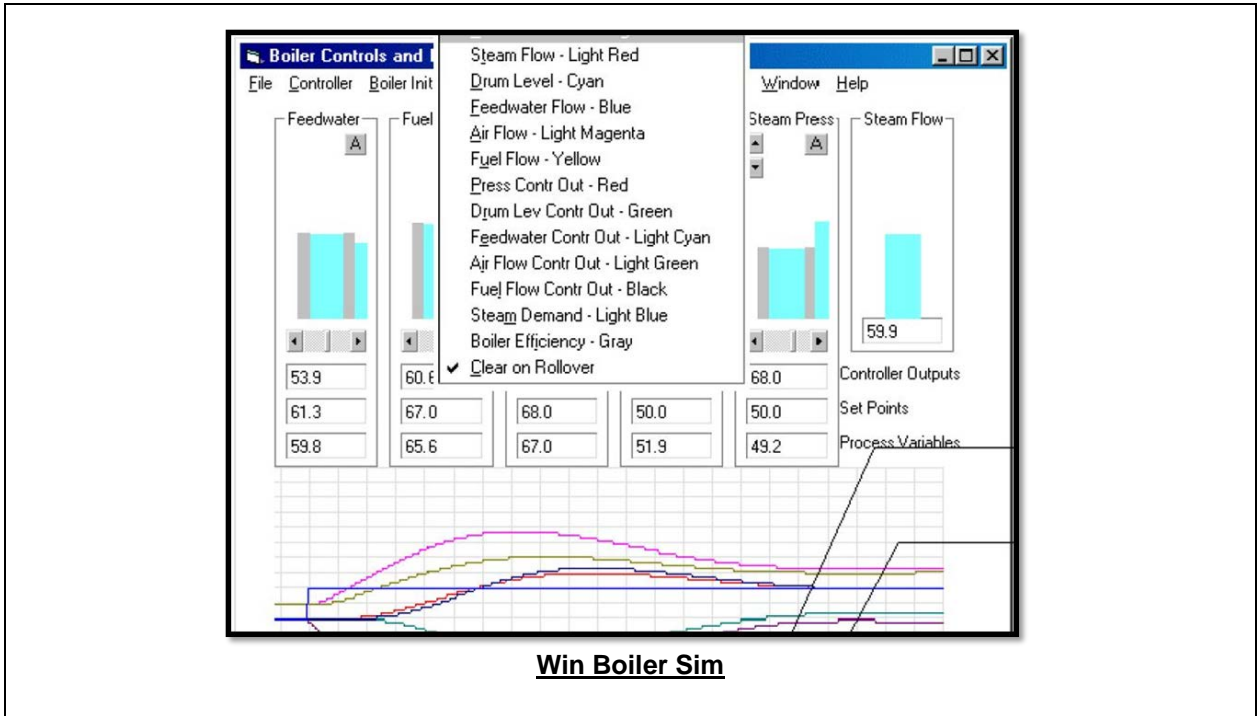 Boiler Controls and
File Controller Boiler Init Window Help
Steam Flow - Light Red
Drum Level - Cyan
Feedwater Flow - Blue
Air Flow - Light Magenta
Fuel Flow - Yellow
Press Contr Out - Red
Drum Lev Contr Out - Green
Feedwater Contr Out - Light Cyan
Air Flow Contr Out - Light Green
Fuel Flow Contr Out - Black
Steam Demand - Light Blue
Boiler Efficiency - Gray
Clear on Rollover
Feedwater Fuel Steam Press Steam Flow
A A
59.9
53.9 60.6 68.0 Controller Outputs
61.3 67.0 68.0 50.0 50.0 Set Points
59.8 65.6 67.0 51.9 49.2 Process Variables
Win Boiler Sim